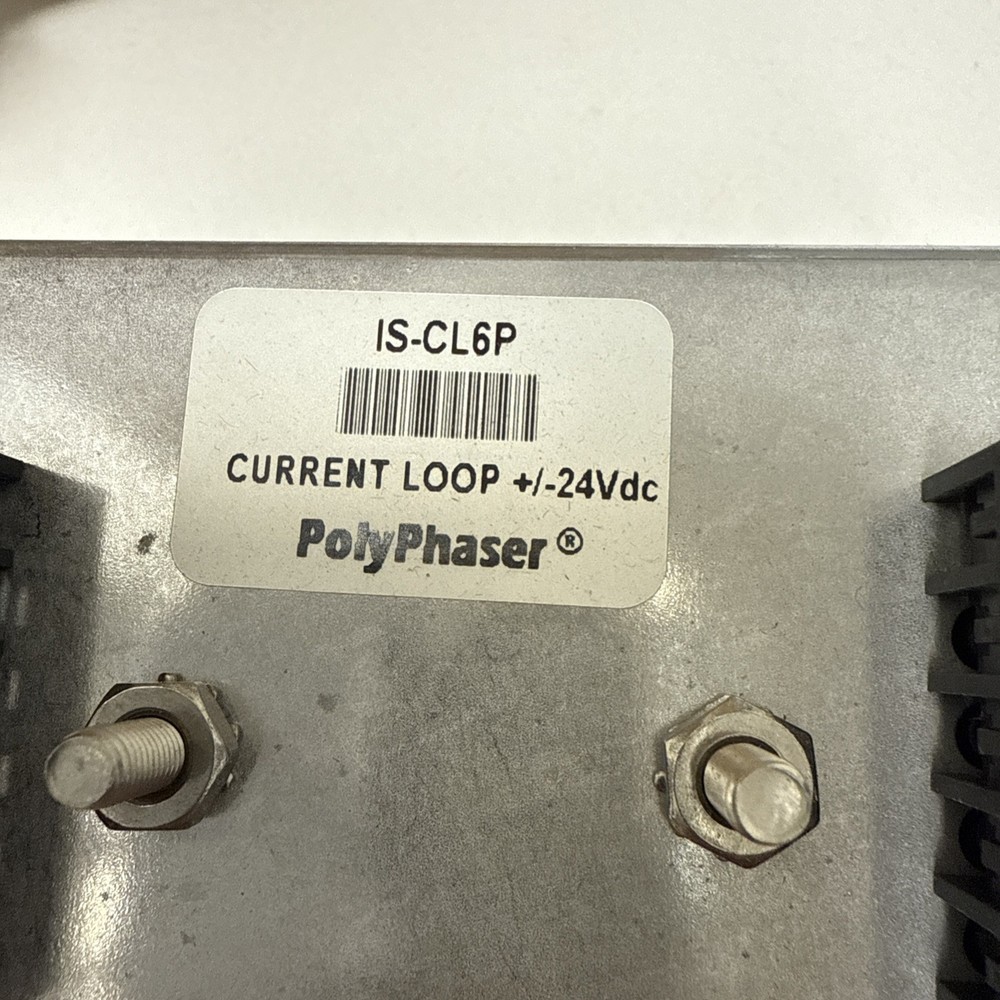 IS-CL6P
CURRENT LOOP +/-24Vdc
PolyPhaser®